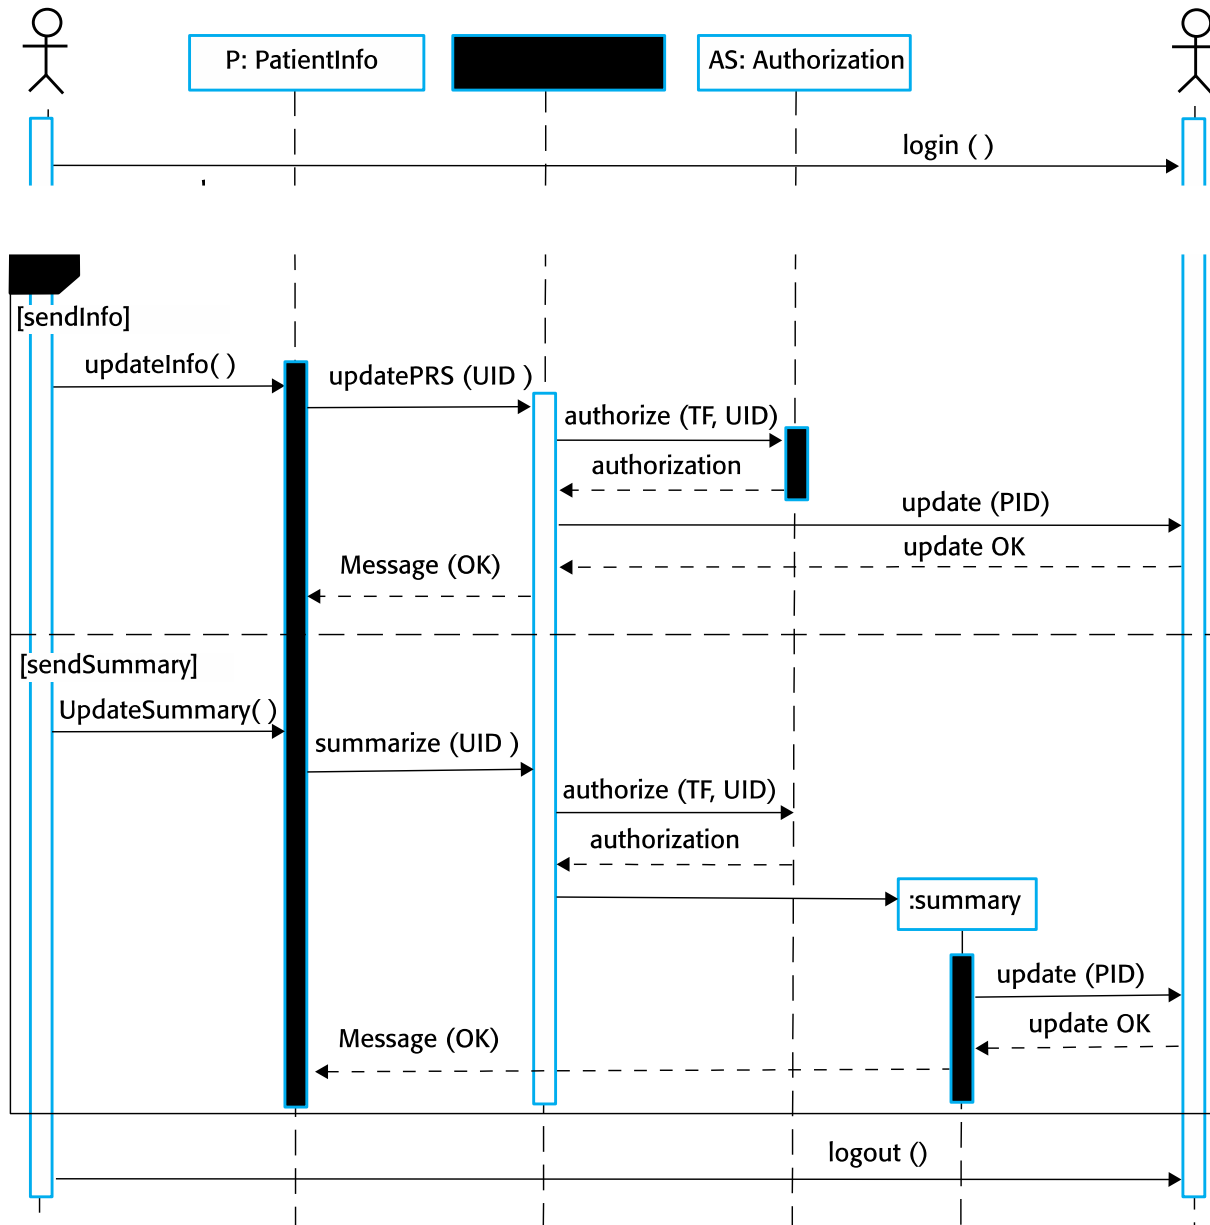 P: PatientInfo
AS: Authorization
login ( )
[sendInfo]
updateInfo( )
updatePRS (UID )
authorize (TF, UID)
authorization
update (PID)
update OK
Message (OK)
[sendSummary]
UpdateSummary( )
summarize (UID )
authorize (TF, UID)
authorization
:summary
update (PID)
update OK
Message (OK)
logout ()